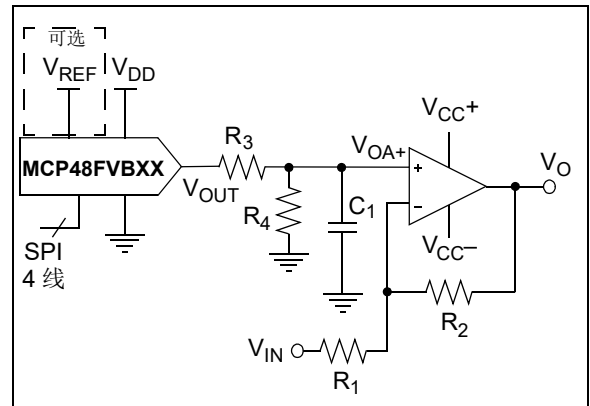 可选
VREF VDD
MCP48FVBXX
SPI
4 线
VOUT
R3
R4
C1
VOA+
VCC+
+
–
VCC–
VO
R2
VIN
R1